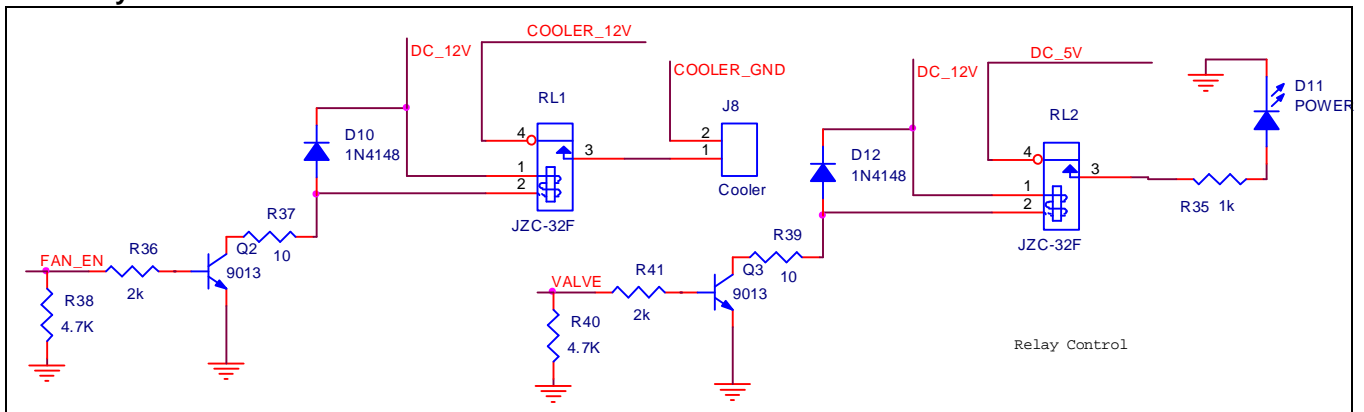 COOLER_12V
DC_12V
COOLER_GND
RL1
J8
D10
1N4148
4
3
1
2
2
1
Cooler
JZC-32F
R37
10
R36
2k
Q2
9013
FAN_EN
R38
4.7K
DC_12V
DC_5V
D11
POWER
RL2
D12
1N4148
4
3
1
2
R35
1k
JZC-32F
R39
10
R41
2k
Q3
9013
VALVE
R40
4.7K
Relay Control